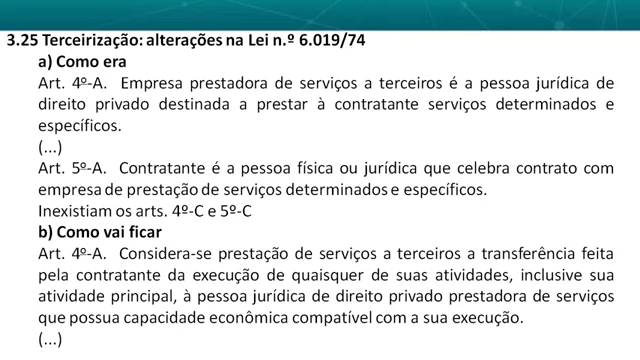 3.25 Terceirização: alterações na Lei n.º 6.019/74
a) Como era
Art. 4º-A. Empresa prestadora de serviços a terceiros é a pessoa jurídica de
direito privado destinada a prestar à contratante serviços determinados e
específicos.
(...)
Art. 5º-A. Contratante é a pessoa física ou jurídica que celebra contrato com
empresa de prestação de serviços determinados e específicos.
Inexistiam os arts. 4º-C e 5º-C
b) Como vai ficar
Art. 4º-A. Considera-se prestação de serviços a terceiros a transferência feita
pela contratante da execução de quaisquer de suas atividades, inclusive sua
atividade principal, à pessoa jurídica de direito privado prestadora de serviços
que possua capacidade econômica compatível com a sua execução.
(...)